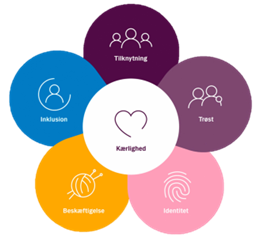 Tilknytning
Inklusion
Trøst
Kærlighed
Beskæftigelse
Identitet